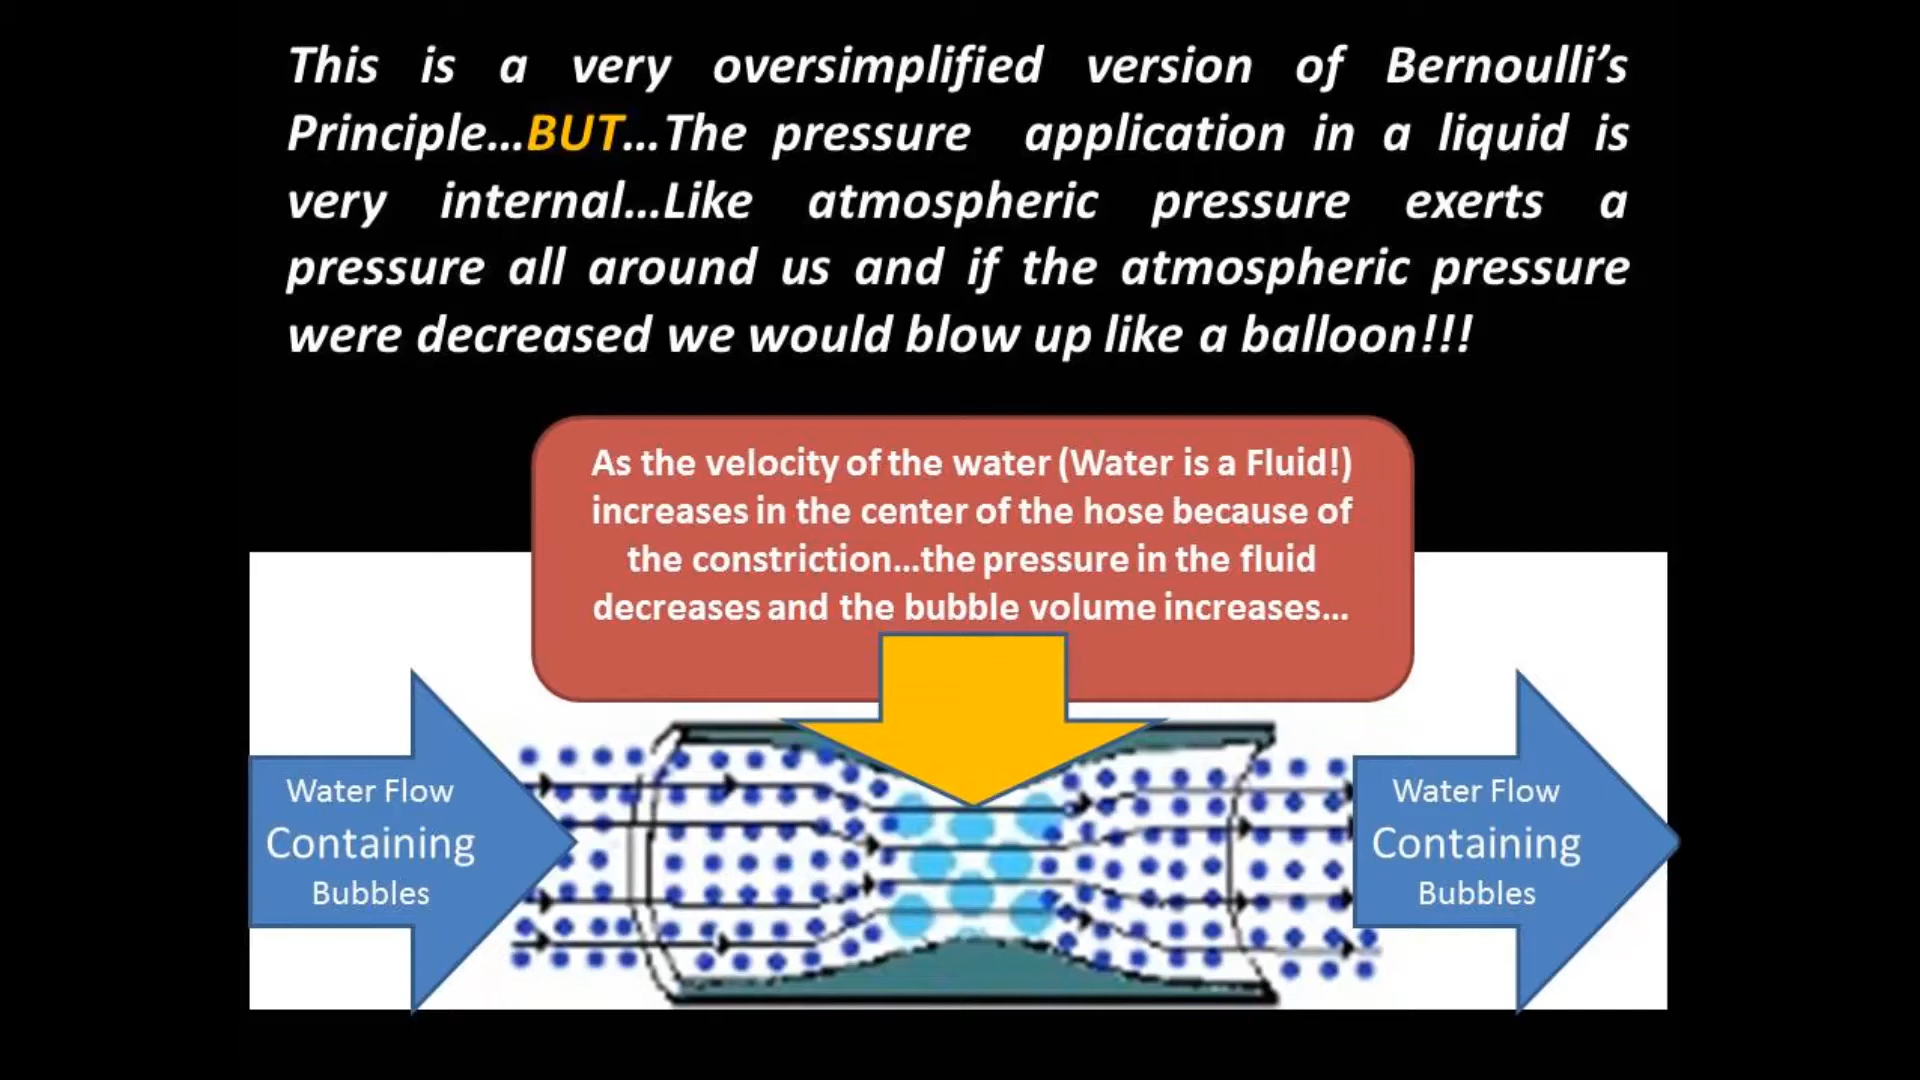 This is a very oversimplified version of Bernoulli’s
Principle...BUT...The pressure application in a liquid is
very internal...Like atmospheric pressure exerts a
pressure all around us and if the atmospheric pressure
were decreased we would blow up like a balloon!!!
As the velocity of the water (Water is a Fluid!)
increases in the center of the hose because of
the constriction...the pressure in the fluid
decreases and the bubble volume increases...
Water Flow
Containing
Bubbles
Water Flow
Containing
Bubbles